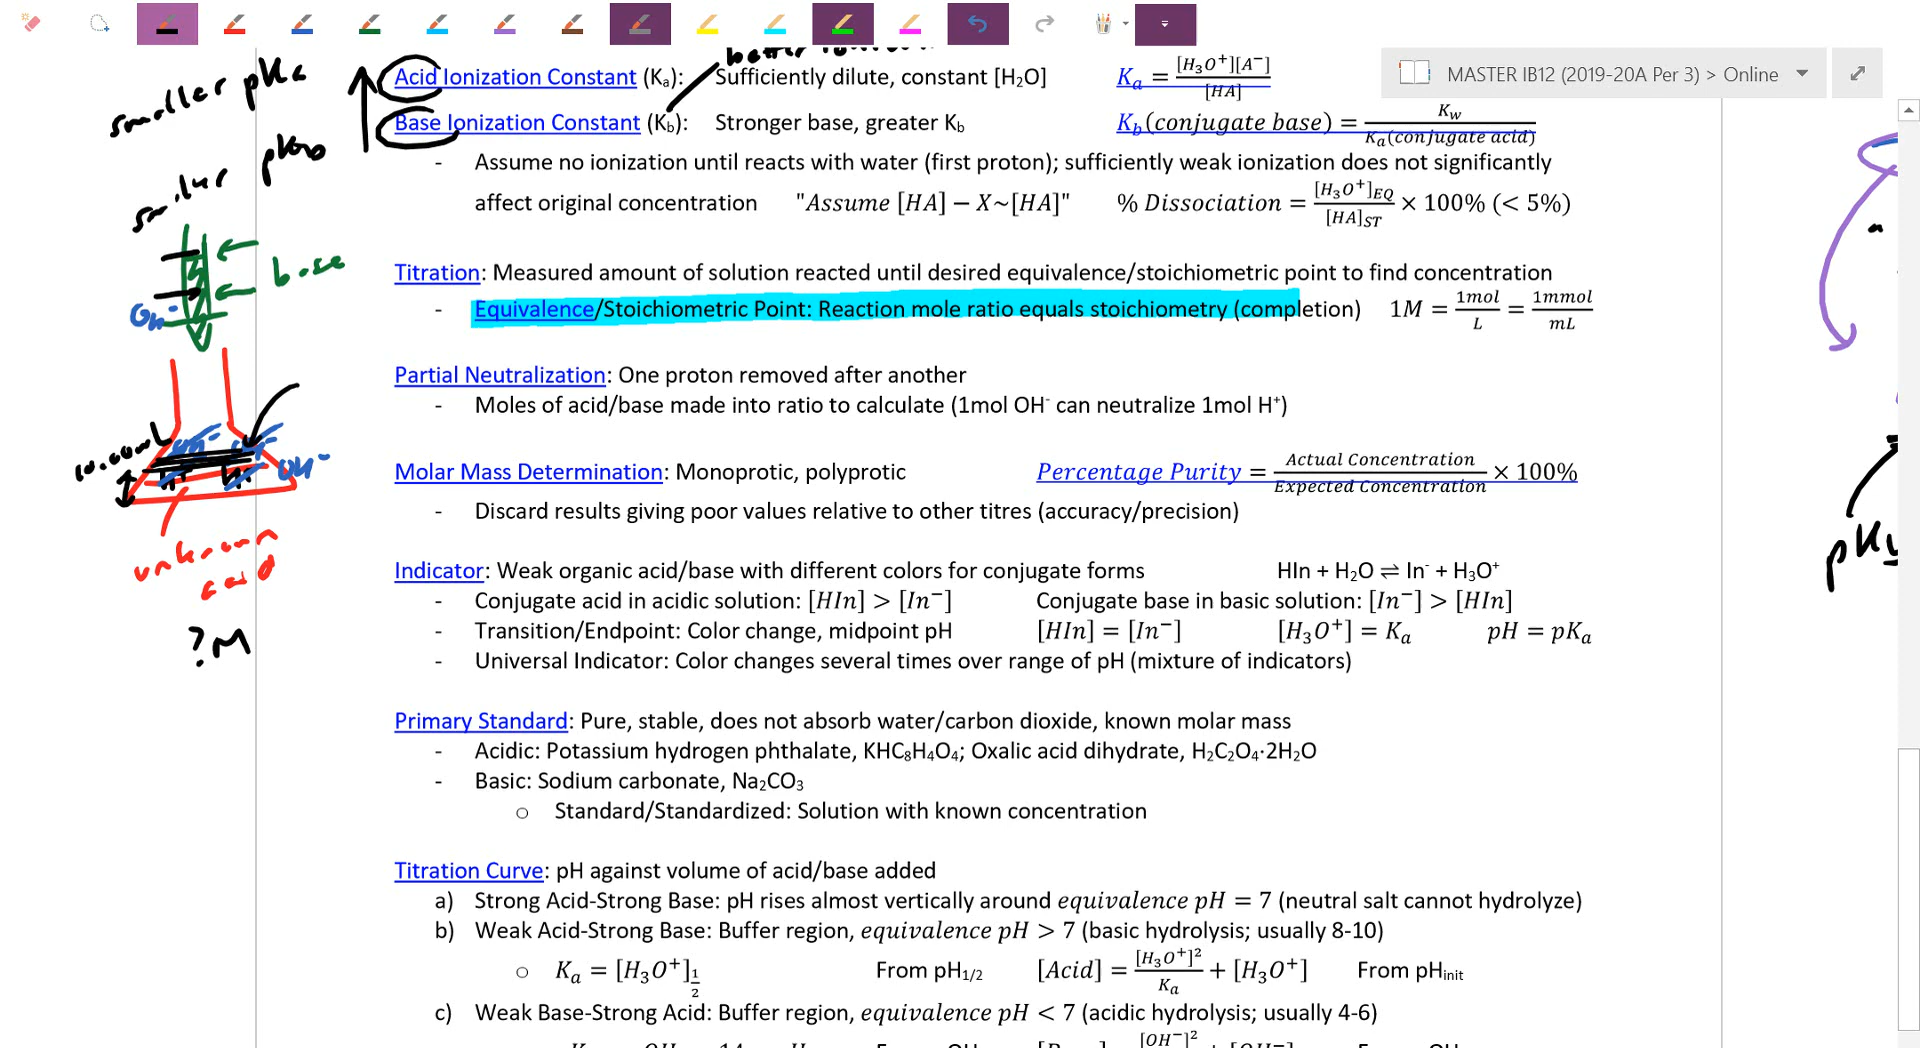 MASTER IB12 (2019-20A Per 3) > Online
smaller pKa
Acid Ionization Constant (Kₐ): Sufficiently dilute, constant [H₂O] Kₐ = [H₃O⁺][A⁻] / [HA]
Base Ionization Constant (K_b): Stronger base, greater K_b K_b(conjugate base) = K_w / Kₐ(conjugate acid)
- Assume no ionization until reacts with water (first proton); sufficiently weak ionization does not significantly
affect original concentration "Assume [HA] − X~[HA]" % Dissociation = [H₃O⁺]_EQ / [HA]_ST × 100% (< 5%)
base
OH⁻
Titration: Measured amount of solution reacted until desired equivalence/stoichiometric point to find concentration
- Equivalence/Stoichiometric Point: Reaction mole ratio equals stoichiometry (completion) 1M = 1mol / L = 1mmol / mL
Partial Neutralization: One proton removed after another
- Moles of acid/base made into ratio to calculate (1mol OH⁻ can neutralize 1mol H⁺)
10.00mL
OH⁻
Molar Mass Determination: Monoprotic, polyprotic Percentage Purity = Actual Concentration / Expected Concentration × 100%
- Discard results giving poor values relative to other titres (accuracy/precision)
unknown
acid
? M
Indicator: Weak organic acid/base with different colors for conjugate forms HIn + H₂O ⇌ In⁻ + H₃O⁺
- Conjugate acid in acidic solution: [HIn] > [In⁻] Conjugate base in basic solution: [In⁻] > [HIn]
- Transition/Endpoint: Color change, midpoint pH [HIn] = [In⁻] [H₃O⁺] = Kₐ pH = pKₐ
- Universal Indicator: Color changes several times over range of pH (mixture of indicators)
Primary Standard: Pure, stable, does not absorb water/carbon dioxide, known molar mass
- Acidic: Potassium hydrogen phthalate, KHC₈H₄O₄; Oxalic acid dihydrate, H₂C₂O₄·2H₂O
- Basic: Sodium carbonate, Na₂CO₃
o Standard/Standardized: Solution with known concentration
Titration Curve: pH against volume of acid/base added
a) Strong Acid-Strong Base: pH rises almost vertically around equivalence pH = 7 (neutral salt cannot hydrolyze)
b) Weak Acid-Strong Base: Buffer region, equivalence pH > 7 (basic hydrolysis; usually 8-10)
o Kₐ = [H₃O⁺]_1/2 From pH₁/₂ [Acid] = [H₃O⁺]² / Kₐ + [H₃O⁺] From pH_init
c) Weak Base-Strong Acid: Buffer region, equivalence pH < 7 (acidic hydrolysis; usually 4-6)